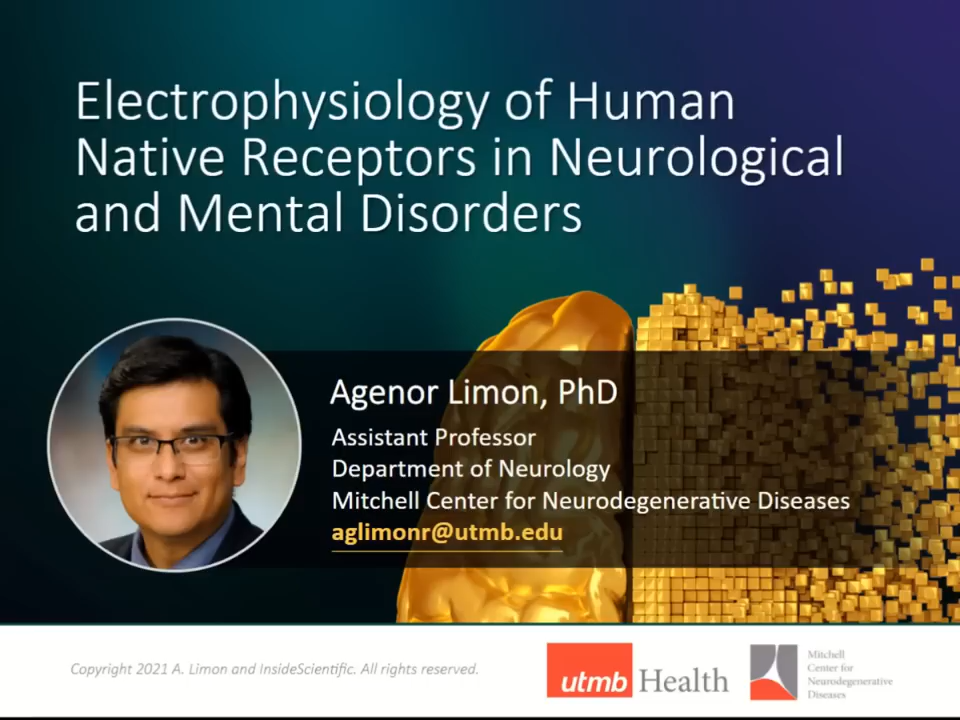 Electrophysiology of Human
Native Receptors in Neurological
and Mental Disorders
Agenor Limon, PhD
Assistant Professor
Department of Neurology
Mitchell Center for Neurodegenerative Diseases
aglimonr@utmb.edu
Copyright 2021 A. Limon and InsideScientific. All rights reserved.
utmb Health
Mitchell
Center for
Neurodegenerative
Diseases